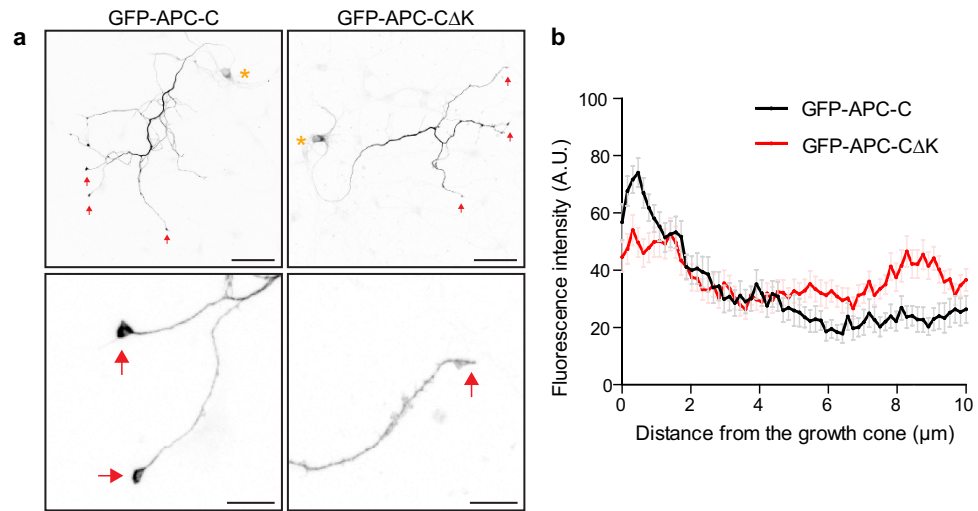 GFP-APC-C
GFP-APC-CΔK
a
*
*
b
Fluorescence intensity (A.U.)
100
80
60
40
20
0
GFP-APC-C
GFP-APC-CΔK
0
2
4
6
8
10
Distance from the growth cone (μm)